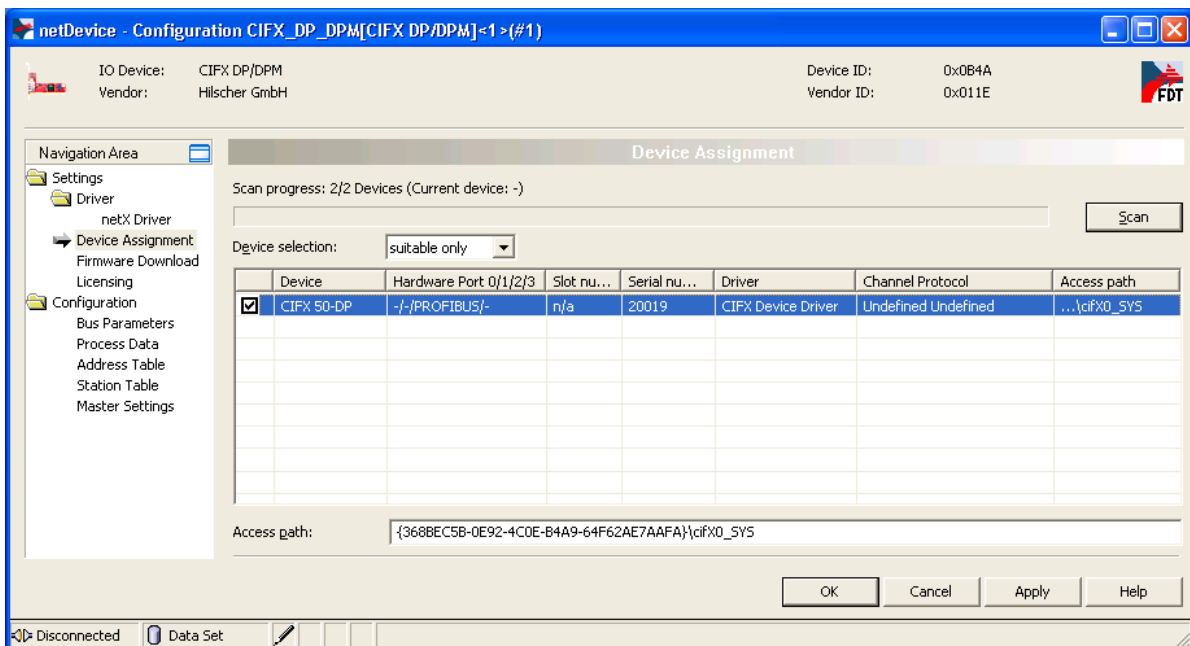 netDevice - Configuration CIFX_DP_DPM[CIFX DP/DPM]<1>(#1)
IO Device: CIFX DP/DPM Device ID: 0x0B4A
Vendor: Hilscher GmbH Vendor ID: 0x011E
FDT
Navigation Area
Settings
Driver
netX Driver
Device Assignment
Firmware Download
Licensing
Configuration
Bus Parameters
Process Data
Address Table
Station Table
Master Settings
Device Assignment
Scan progress: 2/2 Devices (Current device: -)
Scan
Device selection: suitable only
Device Hardware Port 0/1/2/3 Slot nu... Serial nu... Driver Channel Protocol Access path
CIFX 50-DP -/-/PROFIBUS/- n/a 20019 CIFX Device Driver Undefined Undefined ...\cifX0_SYS
Access path: {368BEC5B-0E92-4C0E-B4A9-64F62AE7AAFA}\cifX0_SYS
OK Cancel Apply Help
Disconnected Data Set